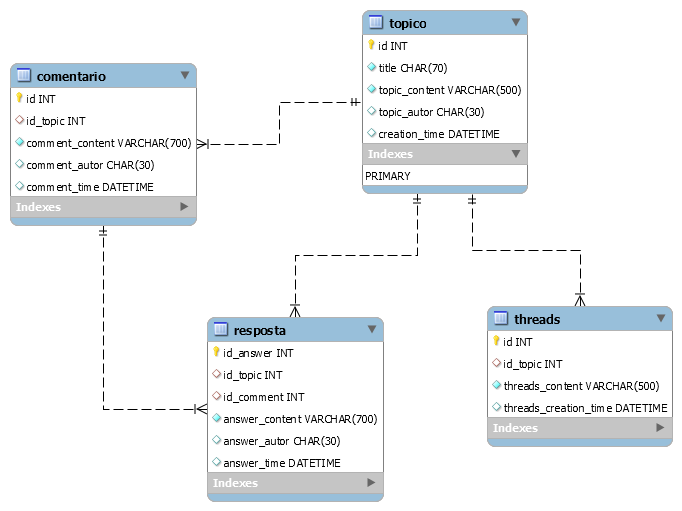 topico
id INT
title CHAR(70)
topic_content VARCHAR(500)
topic_autor CHAR(30)
creation_time DATETIME
Indexes
PRIMARY
comentario
id INT
id_topic INT
comment_content VARCHAR(700)
comment_autor CHAR(30)
comment_time DATETIME
Indexes
resposta
id_answer INT
id_topic INT
id_comment INT
answer_content VARCHAR(700)
answer_autor CHAR(30)
answer_time DATETIME
Indexes
threads
id INT
id_topic INT
threads_content VARCHAR(500)
threads_creation_time DATETIME
Indexes